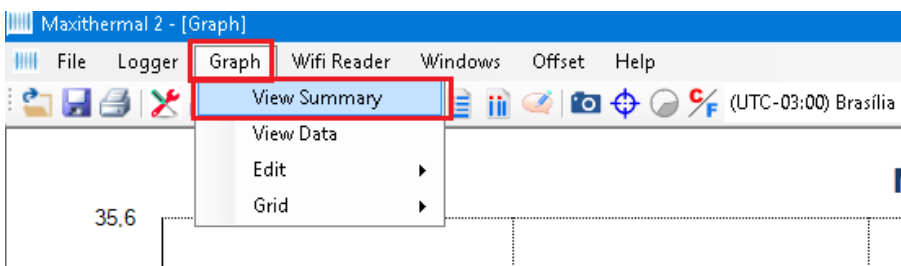 Maxithermal 2 - [Graph]
File Logger Graph Wifi Reader Windows Offset Help
View Summary
C/F (UTC-03:00) Brasília
View Data
Edit
Grid
35,6